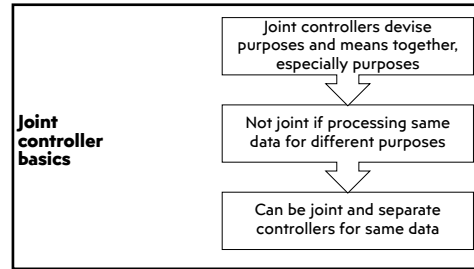 Joint
controller
basics
Joint controllers devise
purposes and means together,
especially purposes
Not joint if processing same
data for different purposes
Can be joint and separate
controllers for same data